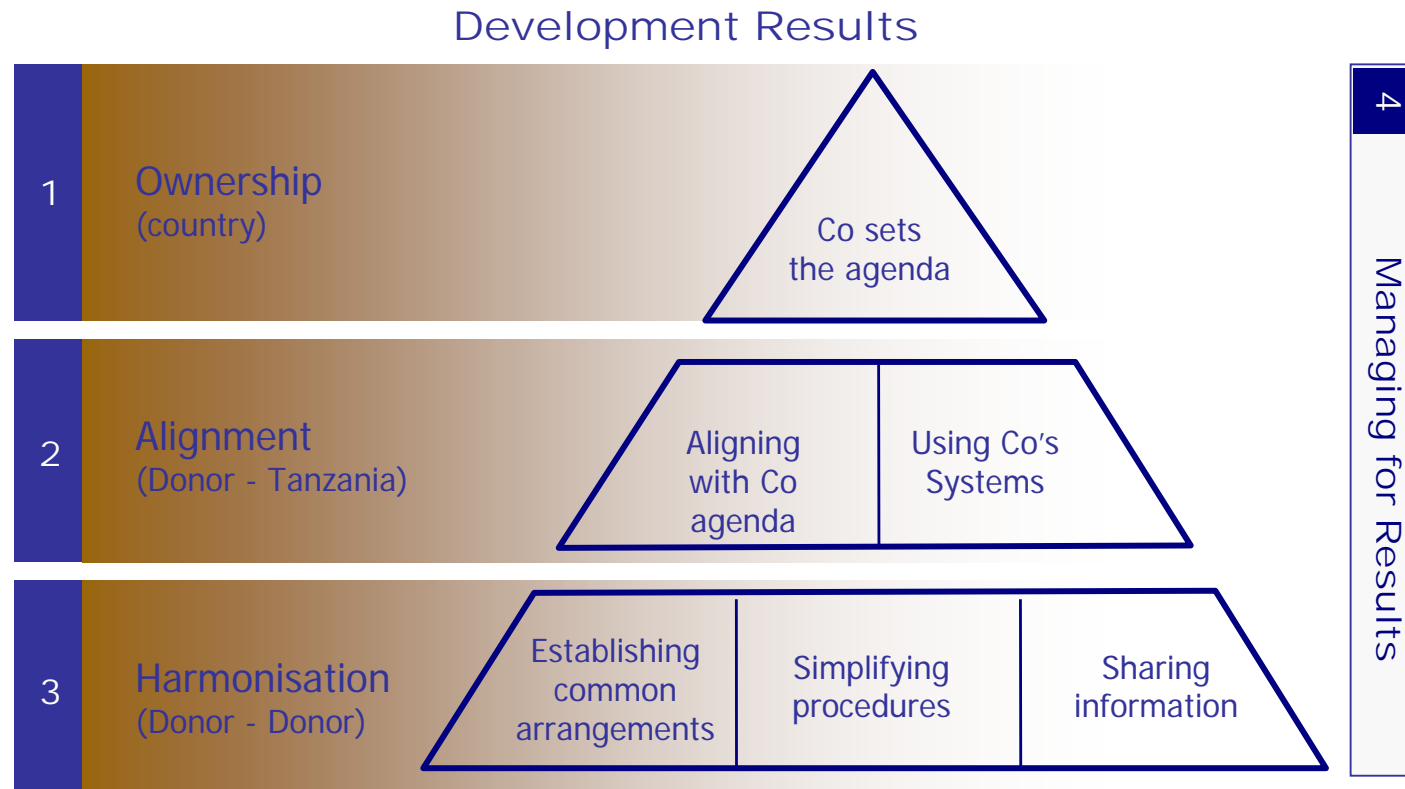 Development Results
1
Ownership
(country)
Co sets
the agenda
2
Alignment
(Donor - Tanzania)
Aligning
with Co
agenda
Using Co's
Systems
3
Harmonisation
(Donor - Donor)
Establishing
common
arrangements
Simplifying
procedures
Sharing
information
4
Managing for Results